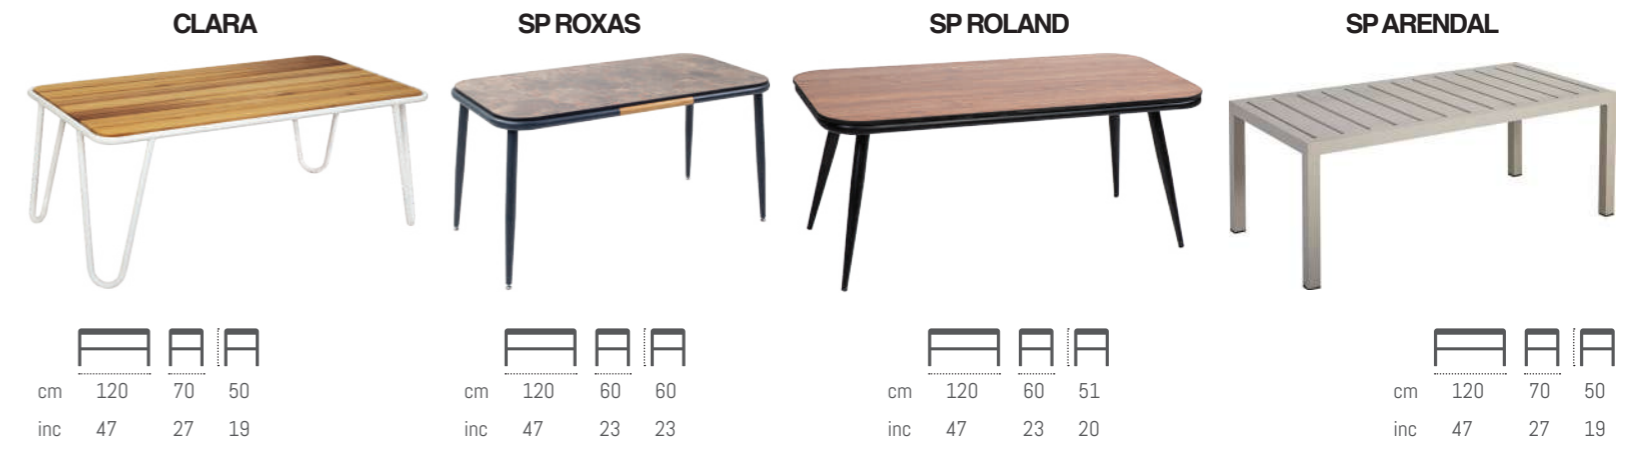 CLARA
SP ROXAS
SP ROLAND
SP ARENDAL
cm 120 70 50
inc 47 27 19
cm 120 60 60
inc 47 23 23
cm 120 60 51
inc 47 23 20
cm 120 70 50
inc 47 27 19